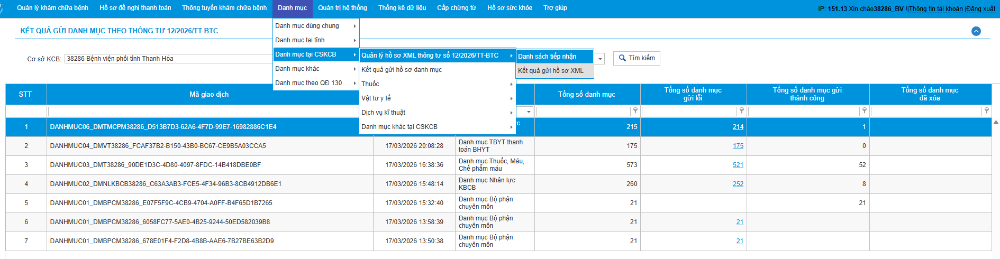 Quản lý khám chữa bệnh Hồ sơ đề nghị thanh toán Thông tuyến khám chữa bệnh Danh mục Quản trị hệ thống Thống kê dữ liệu Cấp chứng từ Hồ sơ sức khỏe Trợ giúp IP: 151.13 Xin chào38286_BV !|Thông tin tài khoản |Đăng xuất
KẾT QUẢ GỬI DANH MỤC THEO THÔNG TƯ 12/2026/TT-BTC
Danh mục dùng chung
Danh mục tại tỉnh
Danh mục tại CSKCB
Danh mục khác
Danh mục theo QĐ 130
Quản lý hồ sơ XML thông tư số 12/2026/TT-BTC
Kết quả gửi hồ sơ danh mục
Thuốc
Vật tư y tế
Dịch vụ kĩ thuật
Danh mục khác tại CSKCB
Danh sách tiếp nhận
Kết quả gửi hồ sơ XML
Cơ sở KCB: 38286 Bệnh viện phổi tỉnh Thanh Hóa Tìm kiếm
STT Mã giao dịch Tổng số danh mục Tổng số danh mục gửi lỗi Tổng số danh mục gửi thành công Tổng số danh mục đã xóa
1 DANHMUC06_DMTMCPM38286_D513B7D3-62A6-4F7D-99E7-16982886C1E4 215 214 1
2 DANHMUC04_DMVT38286_FCAF37B2-B150-43B0-BC67-CE9B5A03CCA5 17/03/2026 20:08:28 Danh mục TBYT thanh toán BHYT 175 175 0
3 DANHMUC03_DMT38286_90DE1D3C-4D80-4097-8FDC-14B418DBE0BF 17/03/2026 16:38:36 Danh mục Thuốc, Máu, Chế phẩm máu 573 521 52
4 DANHMUC02_DMNLKBCB38286_C63A3AB3-FCE5-4F34-96B3-8CB4912DB6E1 17/03/2026 15:48:14 Danh mục Nhân lực KBCB 260 252 8
5 DANHMUC01_DMBPCM38286_E07F5F9C-4CB9-4704-A0FF-B4F65D1B7265 17/03/2026 15:32:40 Danh mục Bộ phận chuyên môn 21 21
6 DANHMUC01_DMBPCM38286_6058FC77-5AE0-4B25-9244-50ED582039B8 17/03/2026 13:58:39 Danh mục Bộ phận chuyên môn 21 21
7 DANHMUC01_DMBPCM38286_678E01F4-F2D8-4B8B-AAE6-7B27BE63B2D9 17/03/2026 13:50:38 Danh mục Bộ phận chuyên môn 21 21